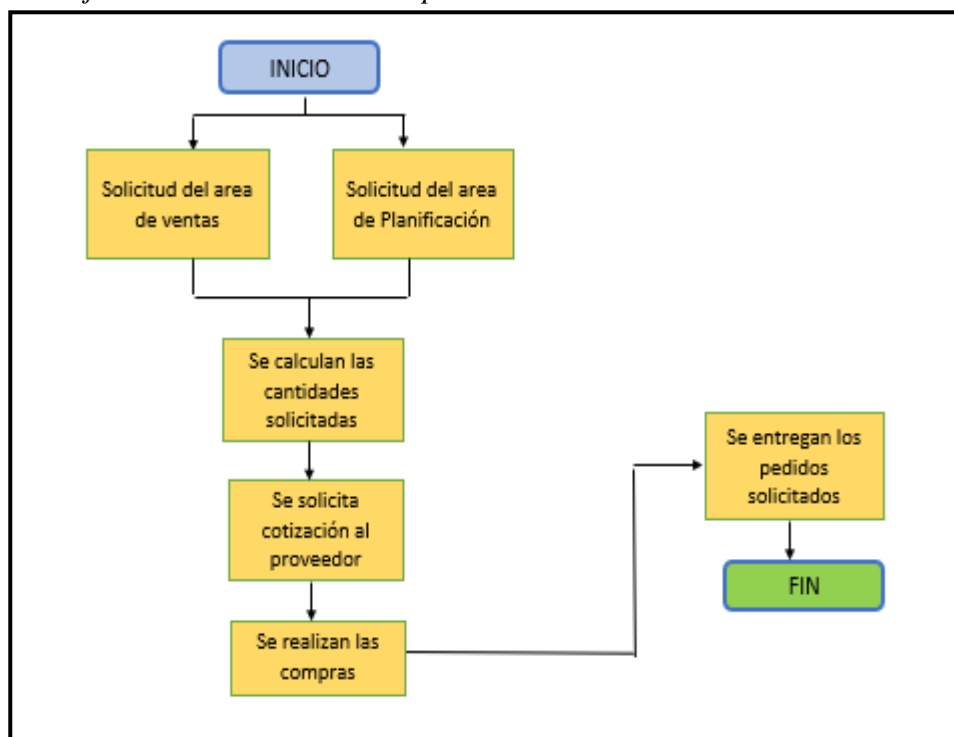 INICIO
Solicitud del area
de ventas
Solicitud del area
de Planificación
Se calculan las
cantidades
solicitadas
Se solicita
cotización al
proveedor
Se realizan las
compras
Se entregan los
pedidos
solicitados
FIN